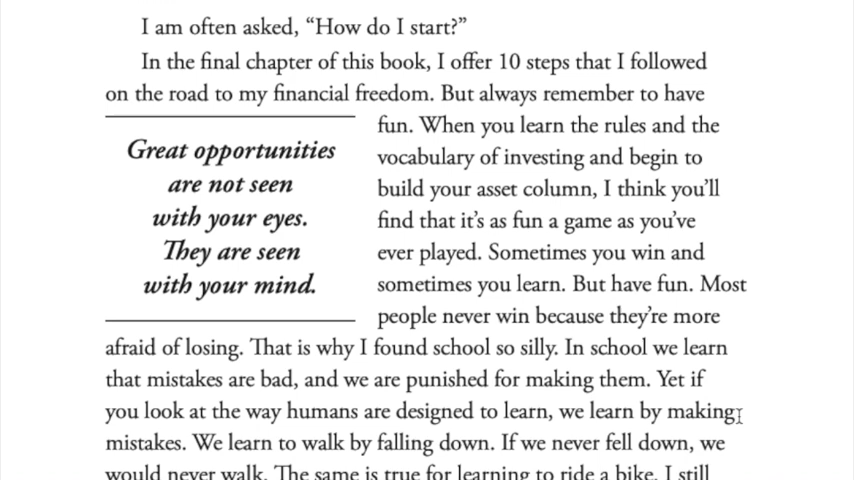 I am often asked, “How do I start?”
In the final chapter of this book, I offer 10 steps that I followed
on the road to my financial freedom. But always remember to have
Great opportunities
are not seen
with your eyes.
They are seen
with your mind.
fun. When you learn the rules and the
vocabulary of investing and begin to
build your asset column, I think you’ll
find that it’s as fun a game as you’ve
ever played. Sometimes you win and
sometimes you learn. But have fun. Most
people never win because they’re more
afraid of losing. That is why I found school so silly. In school we learn
that mistakes are bad, and we are punished for making them. Yet if
you look at the way humans are designed to learn, we learn by making
mistakes. We learn to walk by falling down. If we never fell down, we
would never walk. The same is true for learning to ride a bike. I still